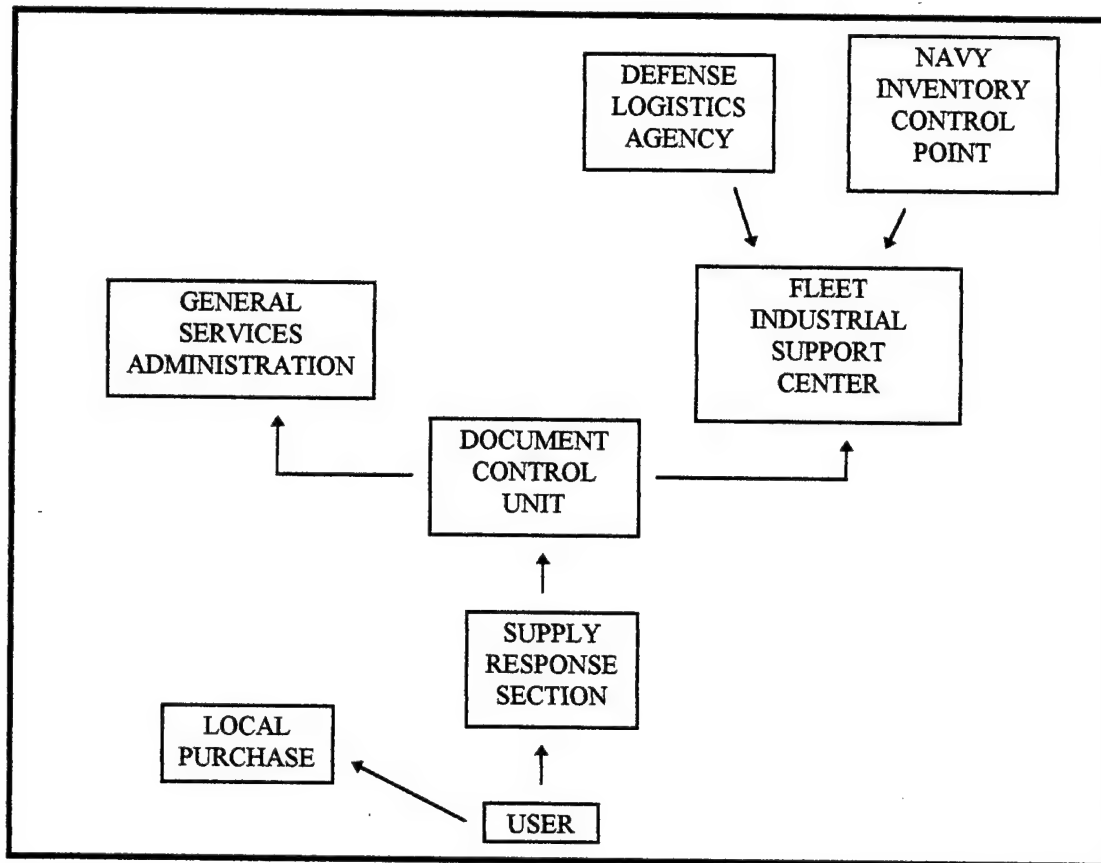 DEFENSE
LOGISTICS
AGENCY
NAVY
INVENTORY
CONTROL
POINT
GENERAL
SERVICES
ADMINISTRATION
FLEET
INDUSTRIAL
SUPPORT
CENTER
DOCUMENT
CONTROL
UNIT
SUPPLY
RESPONSE
SECTION
LOCAL
PURCHASE
USER